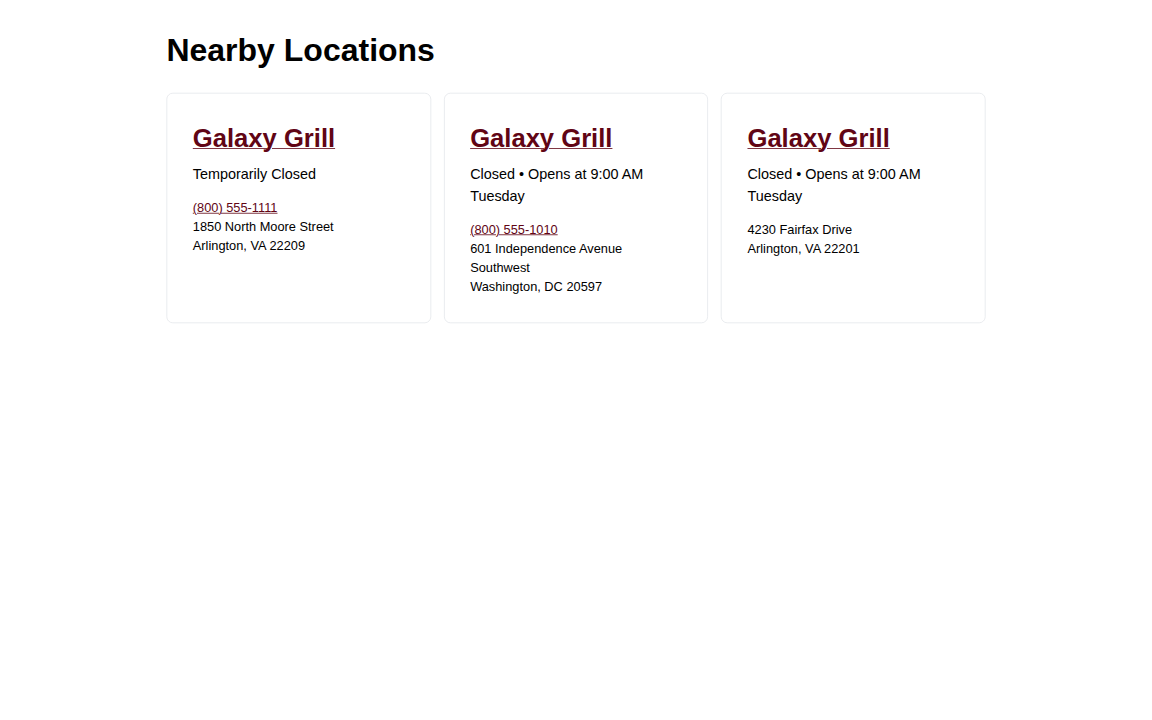 Nearby Locations
Galaxy Grill
Temporarily Closed
(800) 555-1111
1850 North Moore Street
Arlington, VA 22209
Galaxy Grill
Closed • Opens at 9:00 AM
Tuesday
(800) 555-1010
601 Independence Avenue
Southwest
Washington, DC 20597
Galaxy Grill
Closed • Opens at 9:00 AM
Tuesday
4230 Fairfax Drive
Arlington, VA 22201